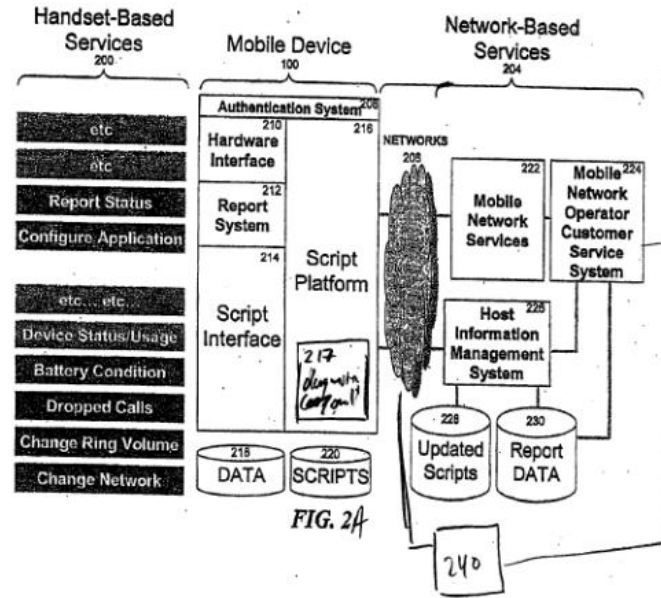 Handset-Based
Services
200
etc
etc
Report Status
Configure Application
etc... etc...
Device Status/Usage
Battery Condition
Dropped Calls
Change Ring Volume
Change Network
Mobile Device
100
Authentication System 208
210
Hardware
Interface
212
Report
System
214
Script
Interface
216
Script
Platform
217
218
DATA
220
SCRIPTS
NETWORKS
206
Network-Based
Services
204
222
Mobile
Network
Services
224
Mobile
Network
Operator
Customer
Service
System
226
Host
Information
Management
System
228
Updated
Scripts
230
Report
DATA
FIG. 2A
240